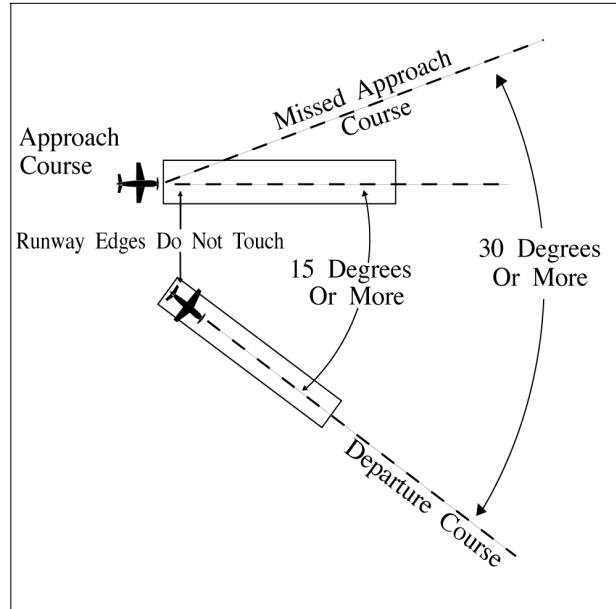 Missed Approach
Course
Approach
Course
Runway Edges Do Not Touch
15 Degrees
Or More
30 Degrees
Or More
Departure Course